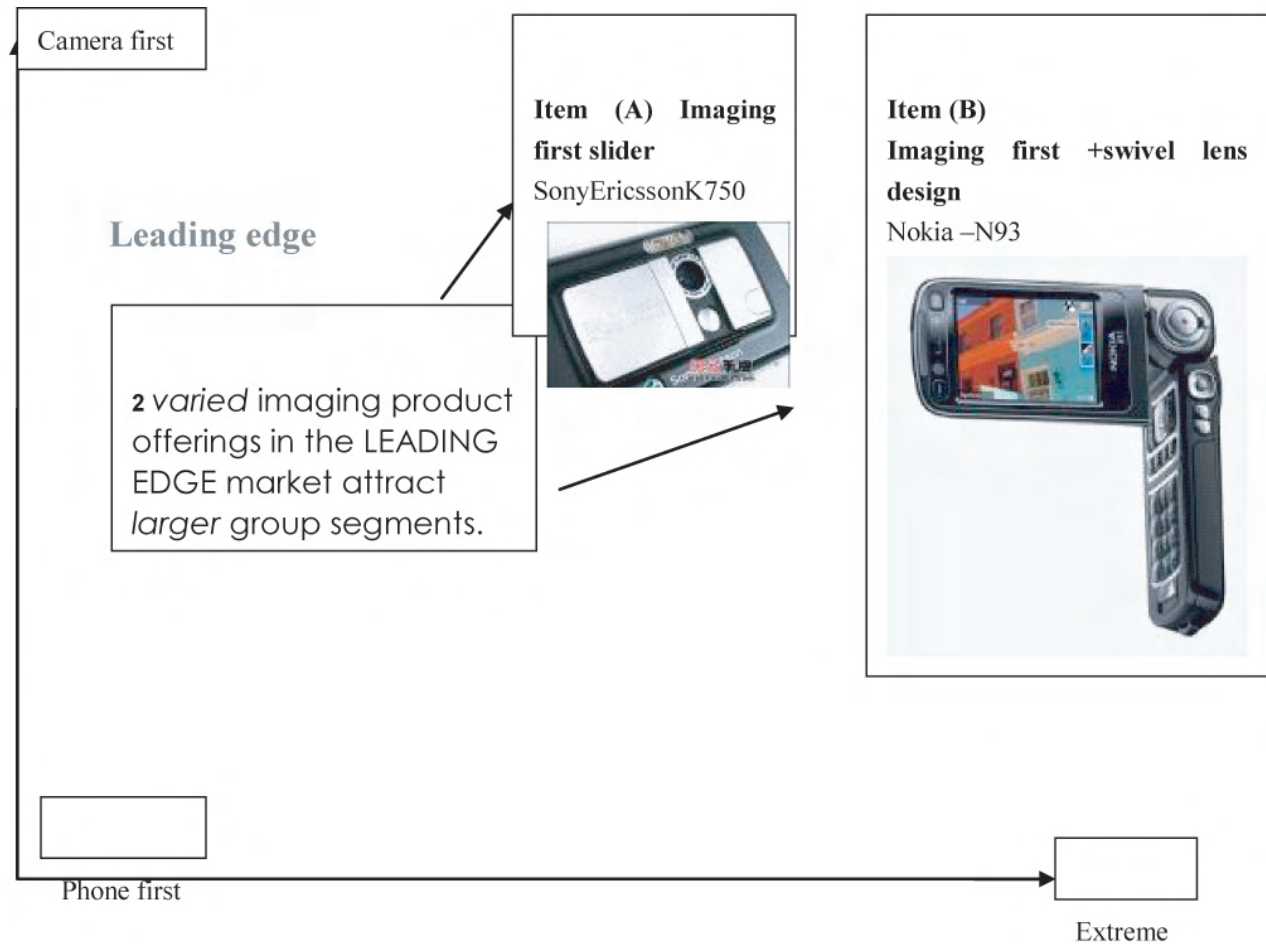 Camera first
Item (A) Imaging
first slider
SonyEricssonK750
Item (B)
Imaging first +swivel lens
design
Nokia –N93
Leading edge
2 varied imaging product
offerings in the LEADING
EDGE market attract
larger group segments.
NOKIA
Phone first
Extreme